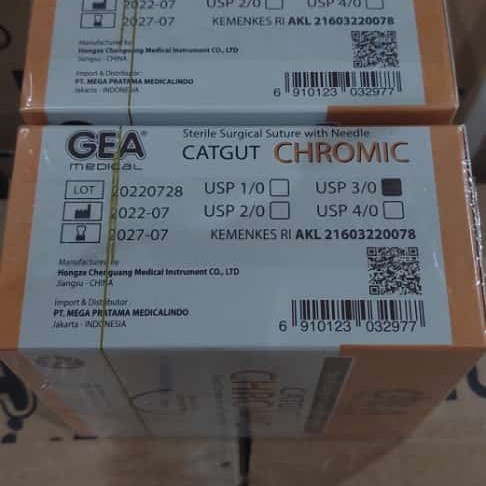 2022-07 USP 2/0 USP 4/0
2027-07 KEMENKES RI AKL 21603220078
Manufactured by
Hongze Chenguang Medical Instrument CO., LTD
Jiangsu - CHINA
Import & Distributor
PT. MEGA PRATAMA MEDICALINDO
Jakarta - INDONESIA
6 910123 032977
GEA®
medical
Sterile Surgical Suture with Needle
CATGUT CHROMIC
LOT 20220728 USP 1/0 USP 3/0
2022-07 USP 2/0 USP 4/0
2027-07 KEMENKES RI AKL 21603220078
Manufactured by
Hongze Chenguang Medical Instrument CO., LTD
Jiangsu - CHINA
Import & Distributor
PT. MEGA PRATAMA MEDICALINDO
Jakarta - INDONESIA
6 910123 032977
CATGUT